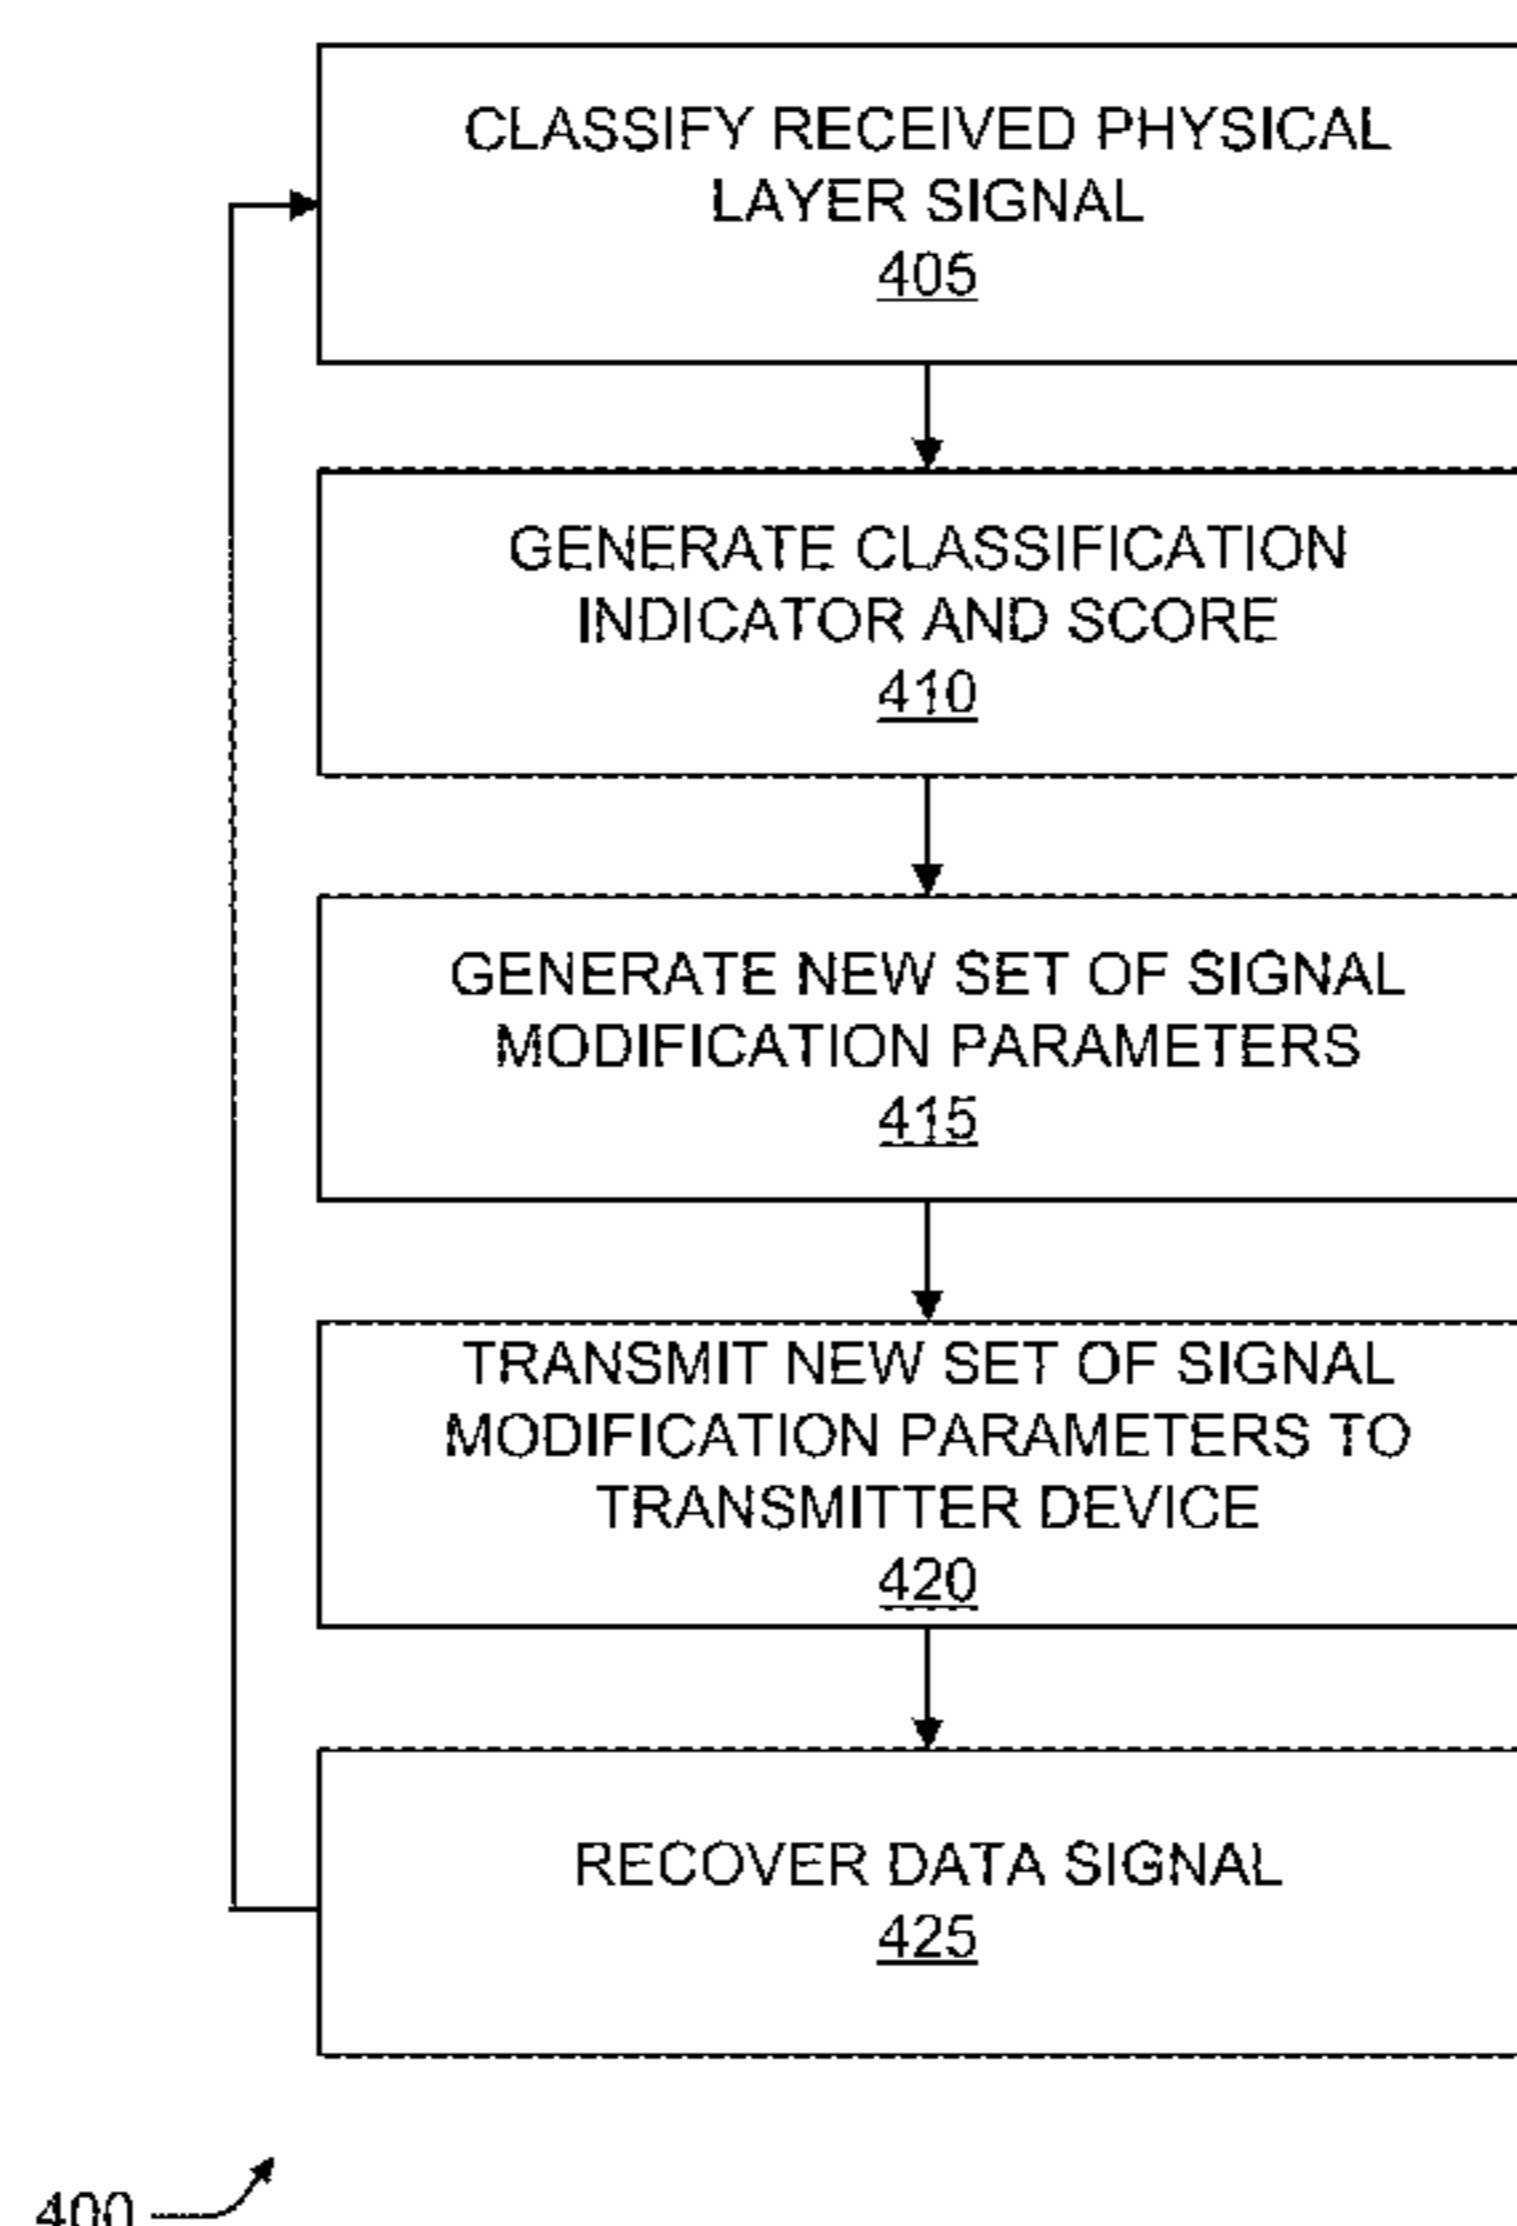 CLASSIFY RECEIVED PHYSICAL
LAYER SIGNAL
405
GENERATE CLASSIFICATION
INDICATOR AND SCORE
410
GENERATE NEW SET OF SIGNAL
MODIFICATION PARAMETERS
415
TRANSMIT NEW SET OF SIGNAL
MODIFICATION PARAMETERS TO
TRANSMITTER DEVICE
420
RECOVER DATA SIGNAL
425
400